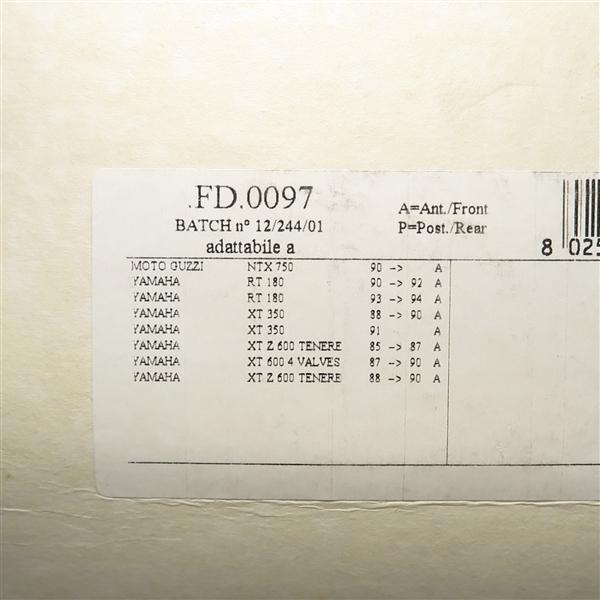 .FD.0097
BATCH n° 12/244/01
adattabile a
A=Ant./Front
P=Post./Rear
8 025
MOTO GUZZI NTX 750 90 -> A
YAMAHA RT 180 90 -> 92 A
YAMAHA RT 180 93 -> 94 A
YAMAHA XT 350 88 -> 90 A
YAMAHA XT 350 91 A
YAMAHA XT Z 600 TENERE 85 -> 87 A
YAMAHA XT 600 4 VALVES 87 -> 90 A
YAMAHA XT Z 600 TENERE 88 -> 90 A